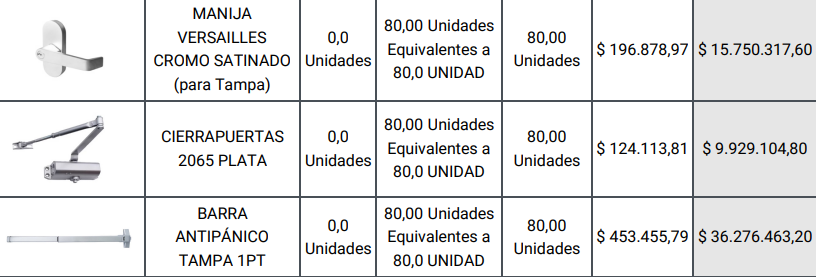 MANIJA
VERSAILLES
CROMO SATINADO
(para Tampa)
0,0
Unidades
80,00 Unidades
Equivalentes a
80,0 UNIDAD
80,00
Unidades
$ 196.878,97
$ 15.750.317,60
CIERRAPUERTAS
2065 PLATA
0,0
Unidades
80,00 Unidades
Equivalentes a
80,0 UNIDAD
80,00
Unidades
$ 124.113,81
$ 9.929.104,80
BARRA
ANTIPÁNICO
TAMPA 1PT
0,0
Unidades
80,00 Unidades
Equivalentes a
80,0 UNIDAD
80,00
Unidades
$ 453.455,79
$ 36.276.463,20